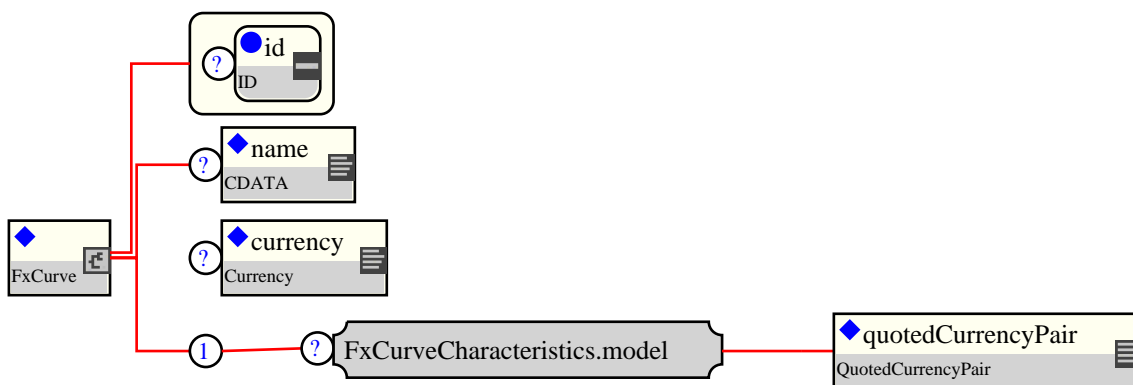 ? id
ID
? name
CDATA
FxCurve
? currency
Currency
1 ? FxCurveCharacteristics.model
quotedCurrencyPair
QuotedCurrencyPair